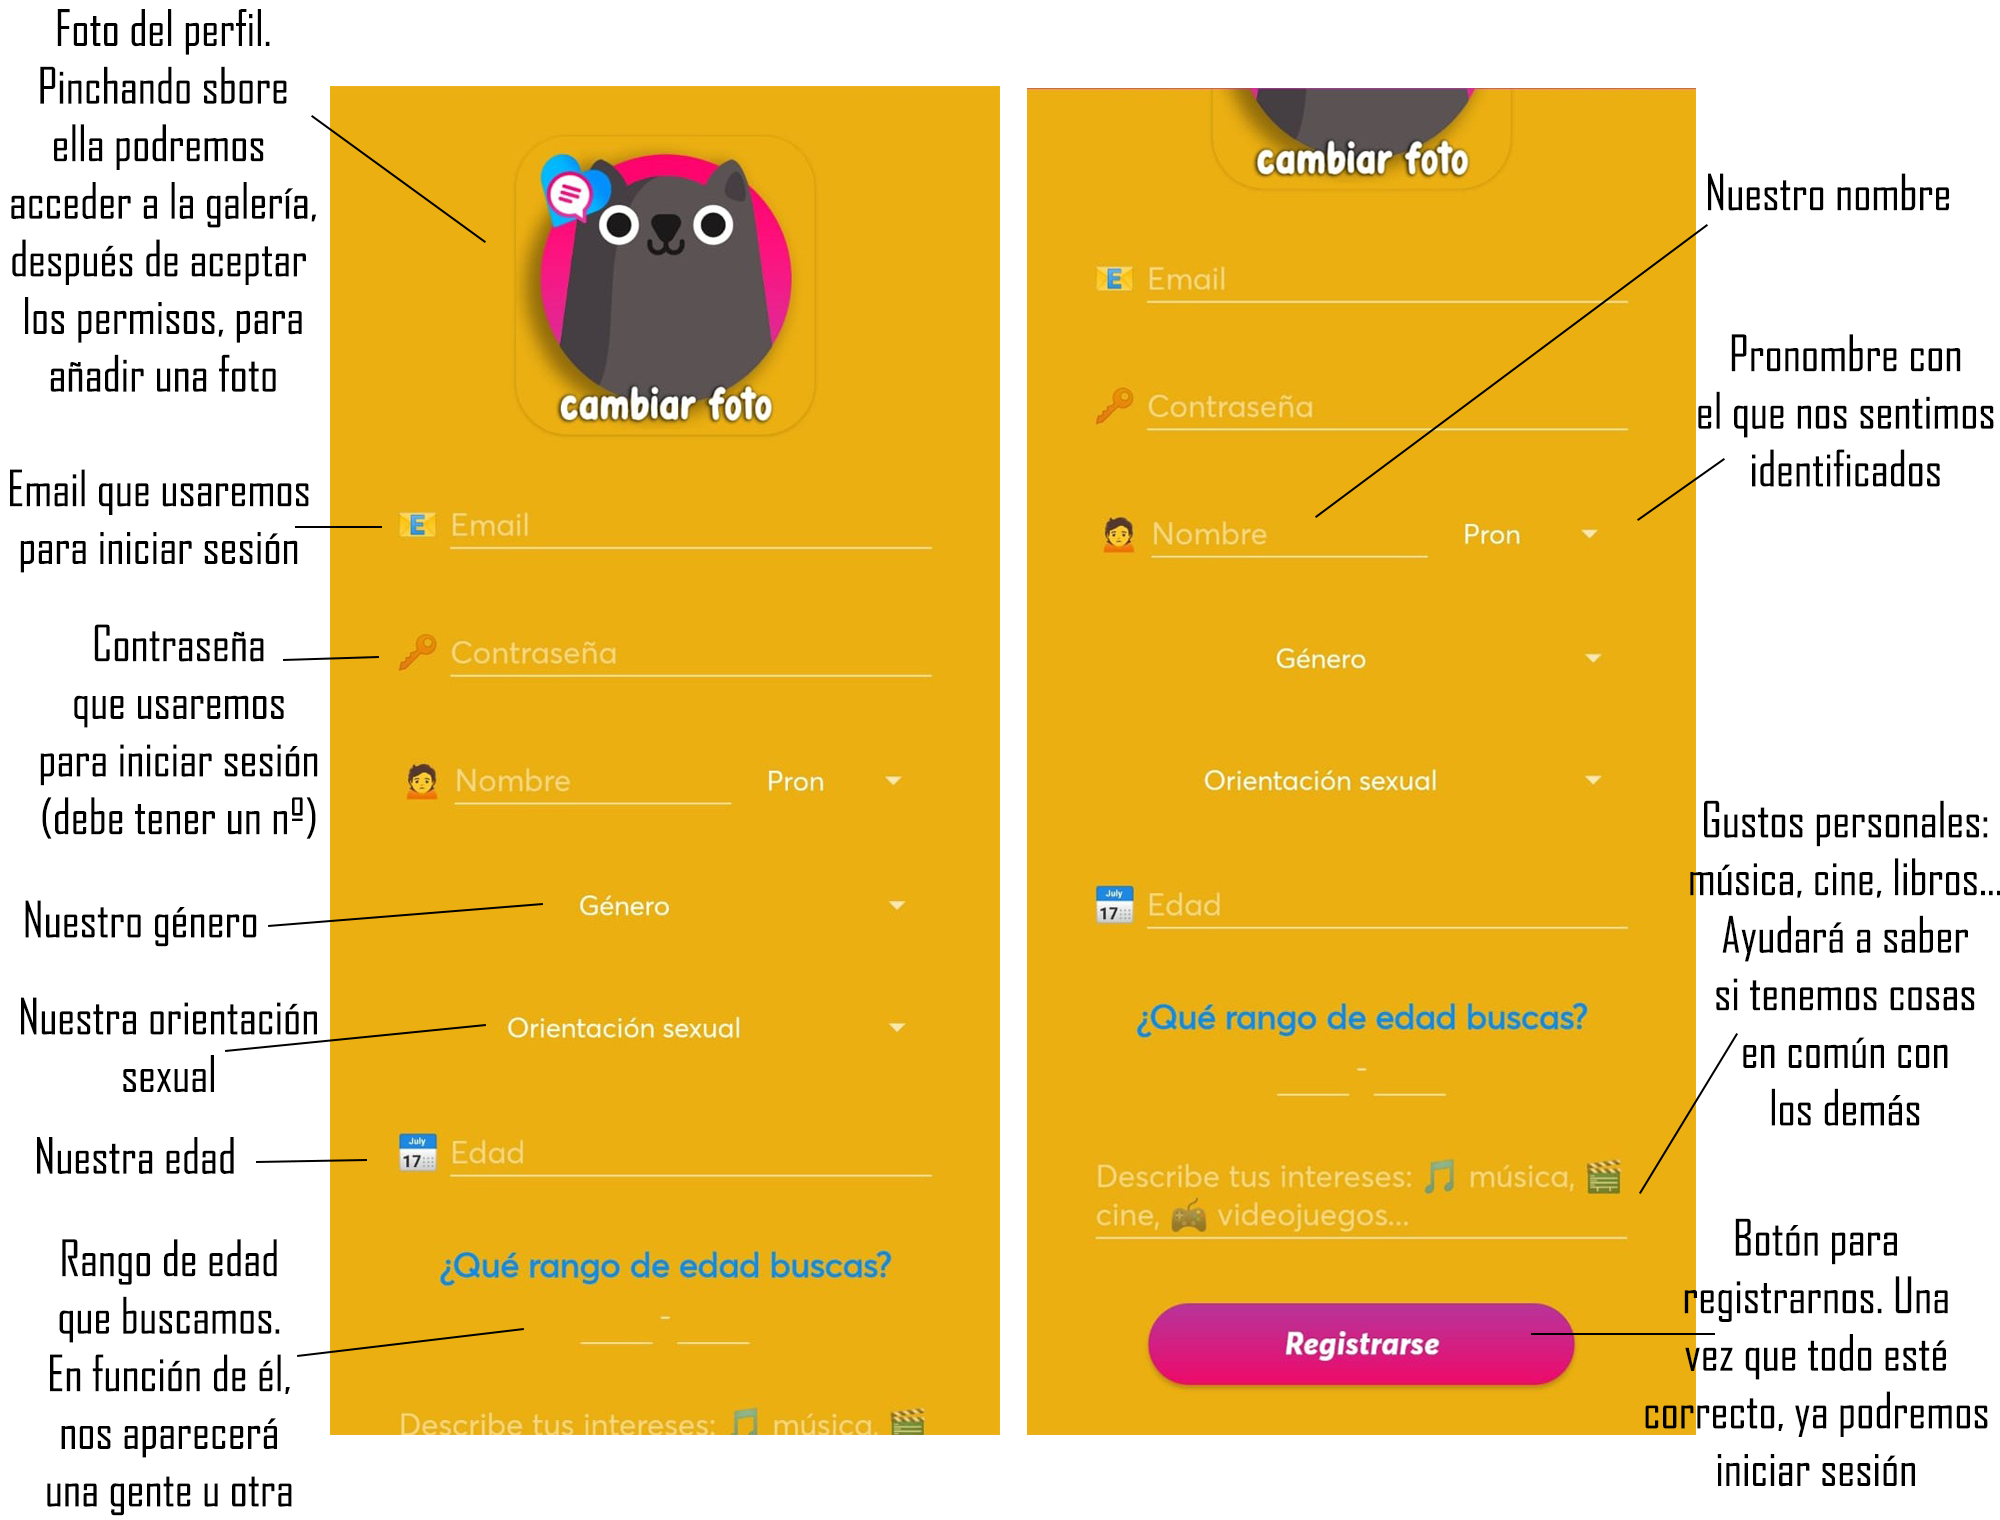 Foto del perfil.
Pinchando sbore
ella podremos
acceder a la galería,
después de aceptar
los permisos, para
añadir una foto
Email que usaremos
para iniciar sesión
Contraseña
que usaremos
para iniciar sesión
(debe tener un nº)
Nuestro género
Nuestra orientación
sexual
Nuestra edad
Rango de edad
que buscamos.
En función de él,
nos aparecerá
una gente u otra
cambiar foto
E Email
Contraseña
Nombre Pron
Género
Orientación sexual
July
17
Edad
¿Qué rango de edad buscas?
-
Describe tus intereses: 🎵 música, 🎬
cambiar foto
E Email
Contraseña
Nombre Pron
Género
Orientación sexual
July
17
Edad
¿Qué rango de edad buscas?
-
Describe tus intereses: 🎵 música, 🎬
cine, 🎮 videojuegos...
Registrarse
Nuestro nombre
Pronombre con
el que nos sentimos
identificados
Gustos personales:
música, cine, libros...
Ayudará a saber
si tenemos cosas
en común con
los demás
Botón para
registrarnos. Una
vez que todo esté
correcto, ya podremos
iniciar sesión